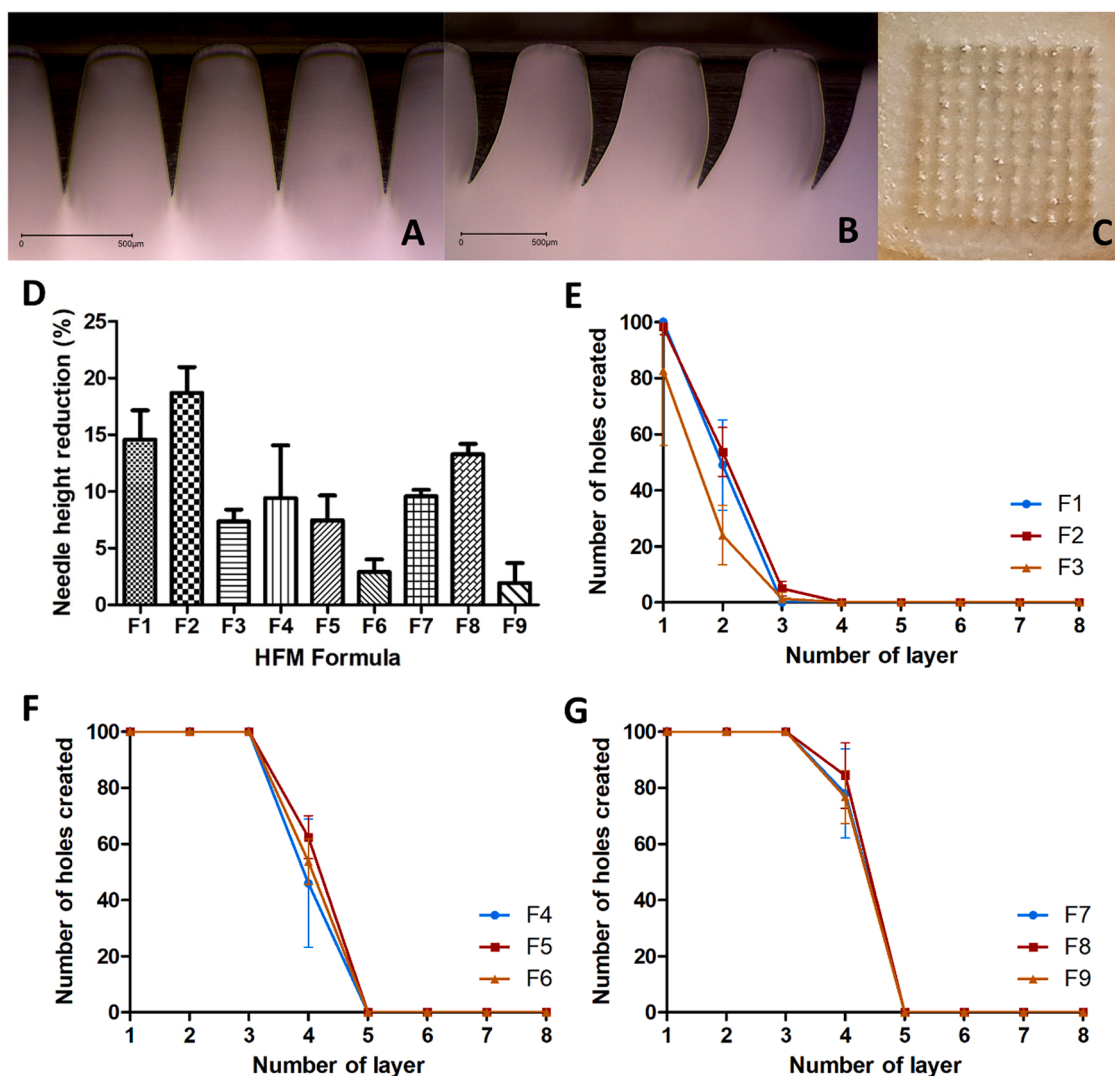 A
0
500μm
B
0
500μm
C
D
Needle height reduction (%)
25
20
15
10
5
0
F1 F2 F3 F4 F5 F6 F7 F8 F9
HFM Formula
E
Number of holes created
100
80
60
40
20
0
1 2 3 4 5 6 7 8
Number of layer
F1
F2
F3
F
Number of holes created
100
80
60
40
20
0
1 2 3 4 5 6 7 8
Number of layer
F4
F5
F6
G
Number of holes created
100
80
60
40
20
0
1 2 3 4 5 6 7 8
Number of layer
F7
F8
F9